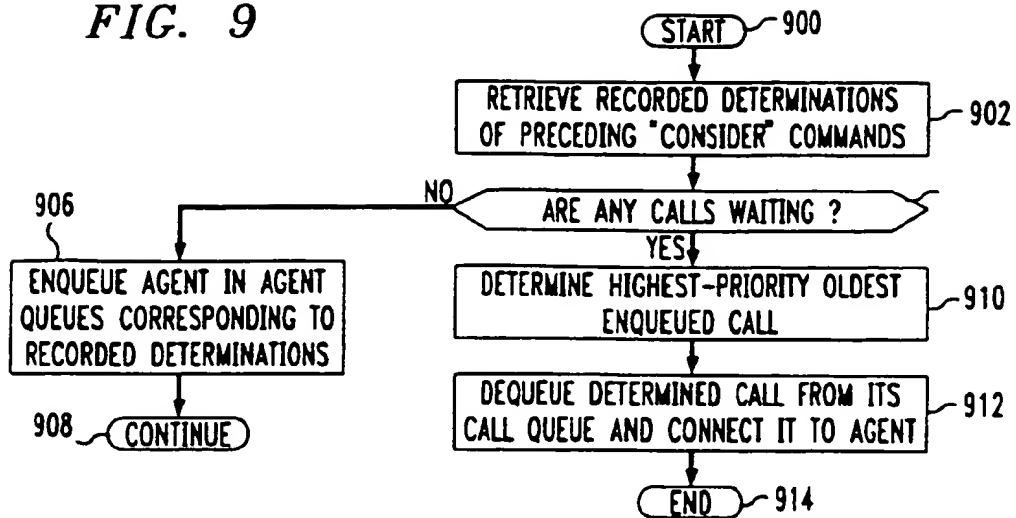 FIG. 9
START
900
RETRIEVE RECORDED DETERMINATIONS
OF PRECEDING "CONSIDER" COMMANDS
902
NO
ARE ANY CALLS WAITING ?
YES
906
ENQUEUE AGENT IN AGENT
QUEUES CORRESPONDING TO
RECORDED DETERMINATIONS
908
CONTINUE
DETERMINE HIGHEST-PRIORITY OLDEST
ENQUEUED CALL
910
DEQUEUE DETERMINED CALL FROM ITS
CALL QUEUE AND CONNECT IT TO AGENT
912
END
914